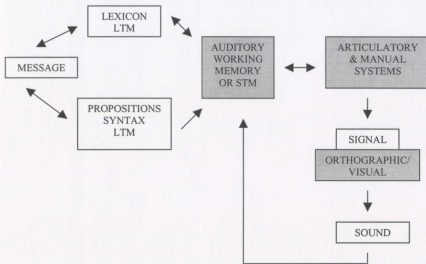 LEXICON
LTM
MESSAGE
PROPOSITIONS
SYNTAX
LTM
AUDITORY
WORKING
MEMORY
OR STM
ARTICULATORY
& MANUAL
SYSTEMS
SIGNAL
ORTHOGRAPHIC/
VISUAL
SOUND